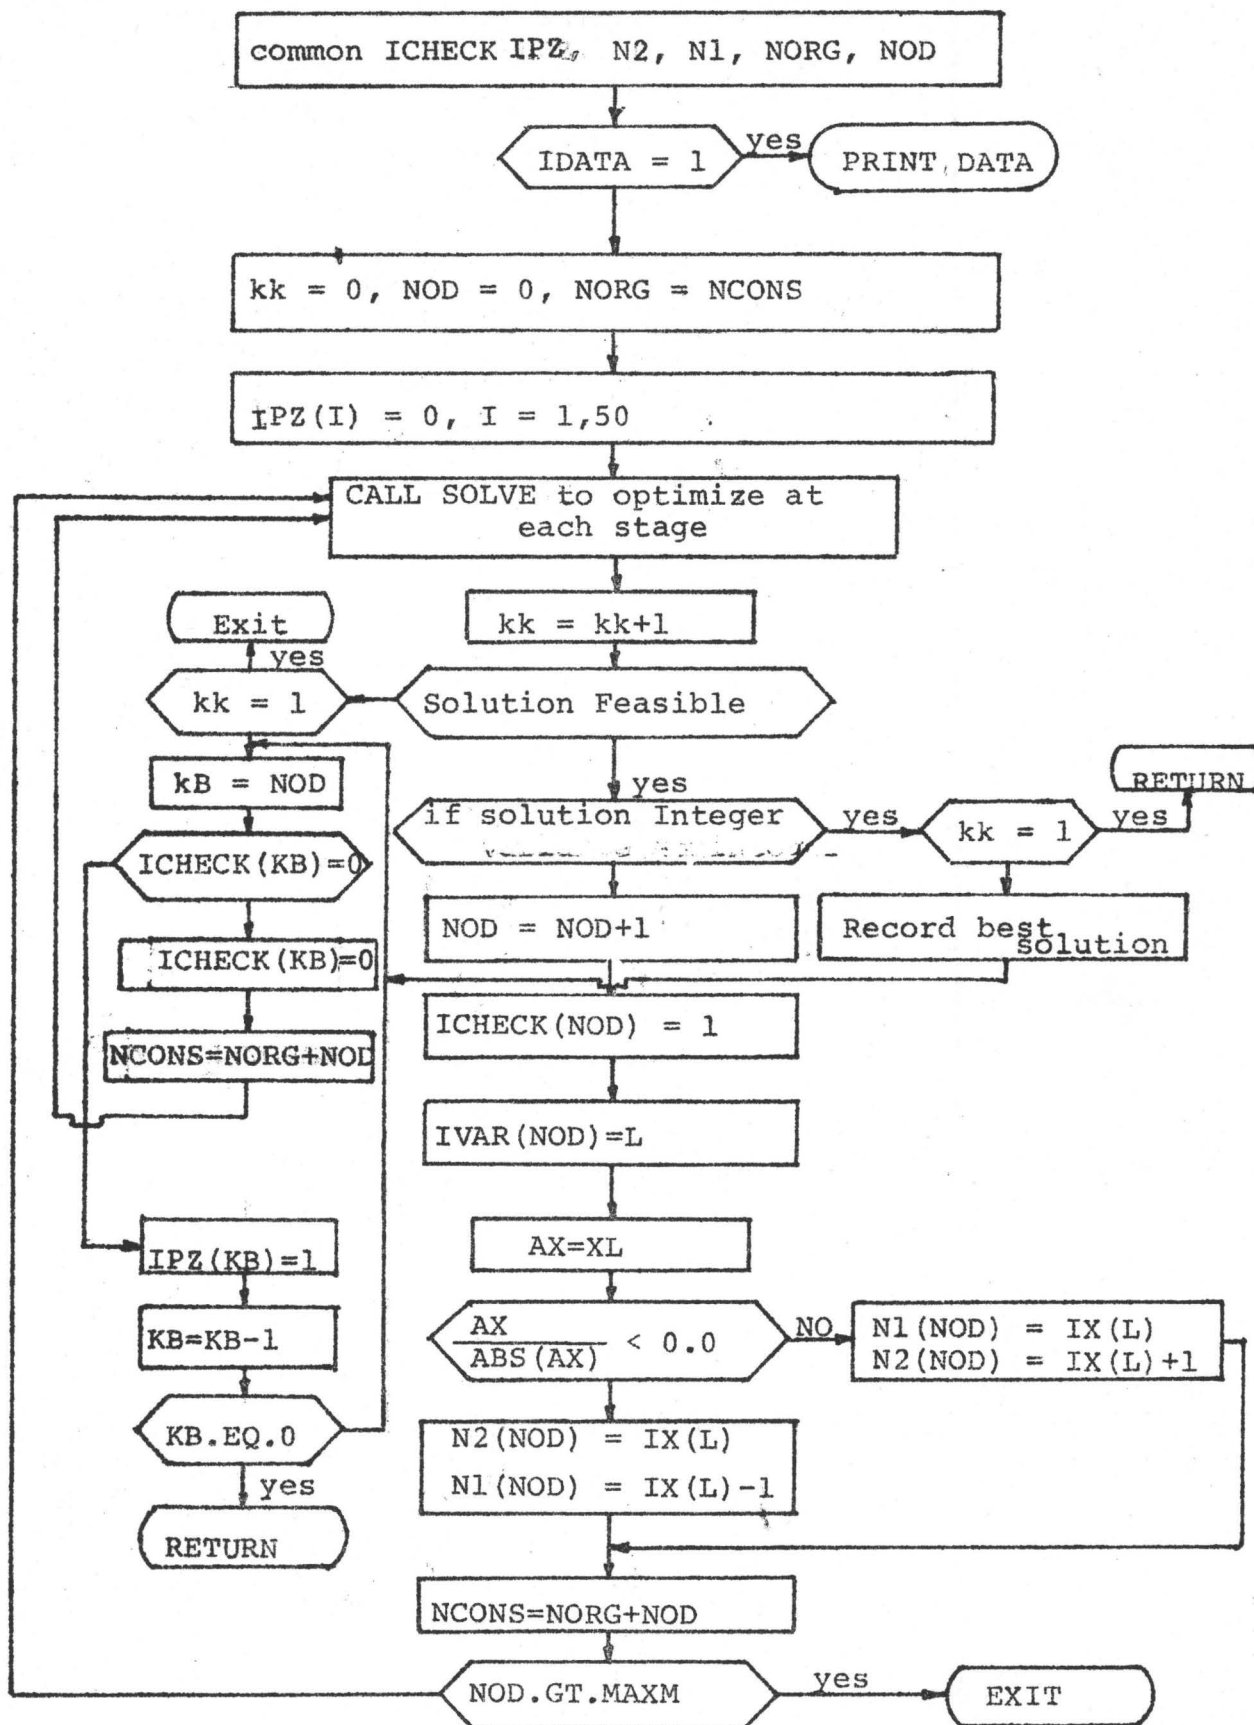 common ICHECK IPZ, N2, N1, NORG, NOD
IDATA = 1
yes
PRINT DATA
kk = 0, NOD = 0, NORG = NCONS
IPZ(I) = 0, I = 1,50
CALL SOLVE to optimize at
each stage
kk = kk+1
Exit
yes
kk = 1
Solution Feasible
yes
kB = NOD
if solution Integer
yes
kk = 1
yes
RETURN
ICHECK(KB)=0
NOD = NOD+1
Record best
solution
ICHECK(KB)=0
ICHECK(NOD) = 1
NCONS=NORG+NOD
IVAR(NOD)=L
IPZ(KB)=1
AX=XL
KB=KB-1
AX
ABS(AX) < 0.0
NO
N1(NOD) = IX(L)
N2(NOD) = IX(L)+1
KB.EQ.0
yes
RETURN
N2(NOD) = IX(L)
N1(NOD) = IX(L)-1
NCONS=NORG+NOD
NOD.GT.MAXM
yes
EXIT